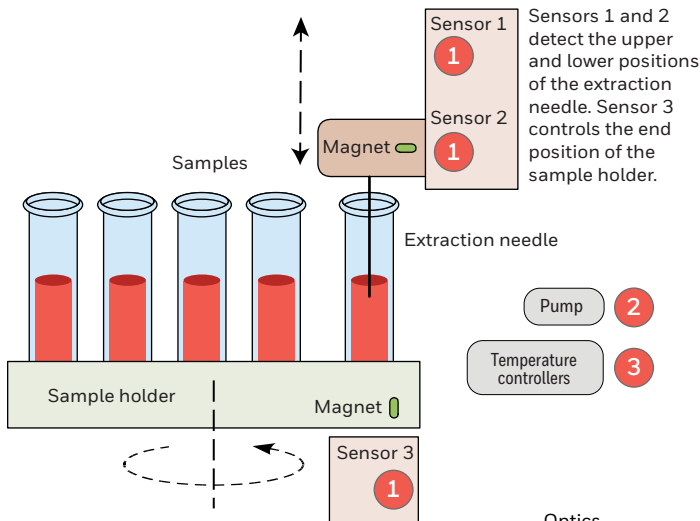 Sensor 1
1
Sensor 2
1
Sensors 1 and 2
detect the upper
and lower positions
of the extraction
needle. Sensor 3
controls the end
position of the
sample holder.
Magnet
Samples
Extraction needle
Pump
2
Temperature
controllers
3
Sample holder
Magnet
Sensor 3
1
Optics